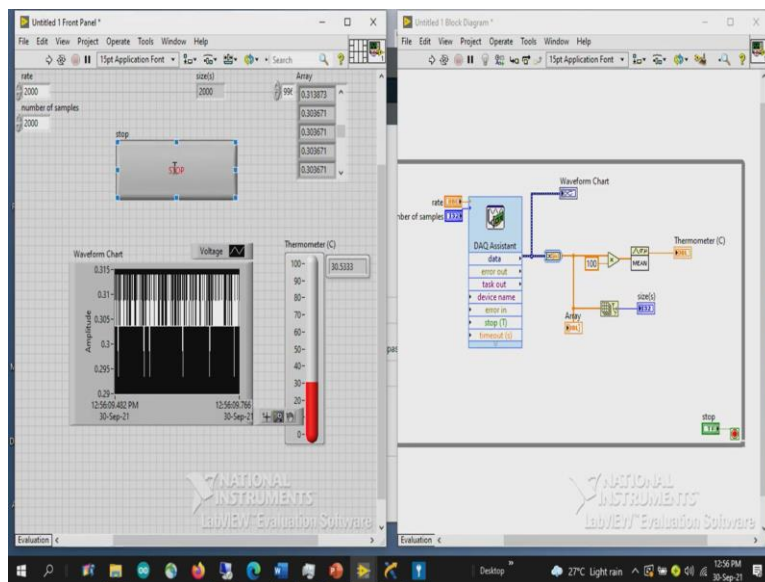 Untitled 1 Front Panel *
File Edit View Project Operate Tools Window Help
15pt Application Font
Search
rate
2000
size(s)
2000
Array
number of samples
2000
0.313873
0.303671
0.303671
0.303671
0.303671
stop
STOP
Waveform Chart
Voltage
Thermometer (C)
30.5333
0.315
0.31
0.305
0.3
0.295
0.29
Amplitude
12:56:09.492 PM
30-Sep-21
12:56:09.766
30-Sep-21
100
90
80
70
60
50
40
30
20
10
0
NATIONAL
INSTRUMENTS
LabVIEW Evaluation Software
Evaluation
Untitled 1 Block Diagram *
File Edit View Project Operate Tools Window Help
15pt Application Font
Waveform Chart
rate
nber of samples
DAQ Assistant
data
error out
task out
device name
error in
stop (T)
timeout (s)
100
MEAN
Thermometer (C)
size(s)
Array
stop
NATIONAL
INSTRUMENTS
LabVIEW Evaluation Software
Evaluation
Desktop
27°C Light rain
12:56 PM
30-Sep-21